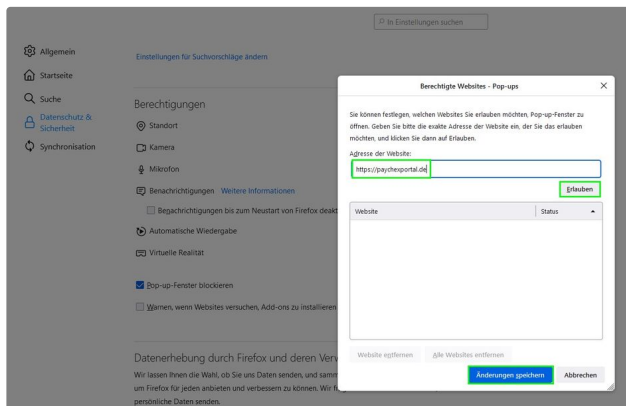 In Einstellungen suchen
Allgemein
Startseite
Suche
Datenschutz &
Sicherheit
Synchronisation
Einstellungen für Suchvorschläge ändern
Berechtigungen
Standort
Kamera
Mikrofon
Benachrichtigungen Weitere Informationen
Benachrichtigungen bis zum Neustart von Firefox deakt
Automatische Wiedergabe
Virtuelle Realität
Pop-up-Fenster blockieren
Warnen, wenn Websites versuchen, Add-ons zu installieren
Datenerhebung durch Firefox und deren Verw
Wir lassen Ihnen die Wahl, ob Sie uns Daten senden, und samm
um Firefox für jeden anbieten und verbessern zu können. Wir
persönliche Daten senden.
Berechtigte Websites - Pop-ups
Sie können festlegen, welchen Websites Sie erlauben möchten, Pop-up-Fenster zu
öffnen. Geben Sie bitte die exakte Adresse der Website ein, der Sie das erlauben
möchten, und klicken Sie dann auf Erlauben.
Adresse der Website:
https://paychexportal.de
Erlauben
Website Status
Website entfernen Alle Websites entfernen
Änderungen speichern Abbrechen